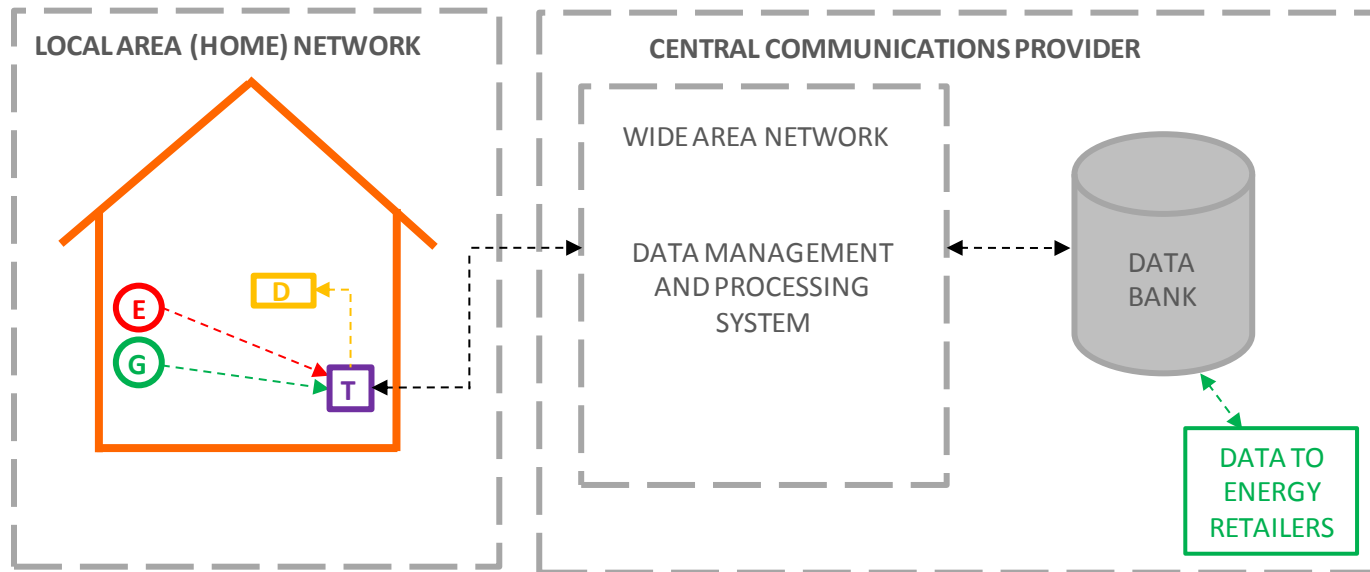 LOCAL AREA (HOME) NETWORK
E
G
D
T
CENTRAL COMMUNICATIONS PROVIDER
WIDE AREA NETWORK
DATA MANAGEMENT
AND PROCESSING
SYSTEM
DATA
BANK
DATA TO
ENERGY
RETAILERS